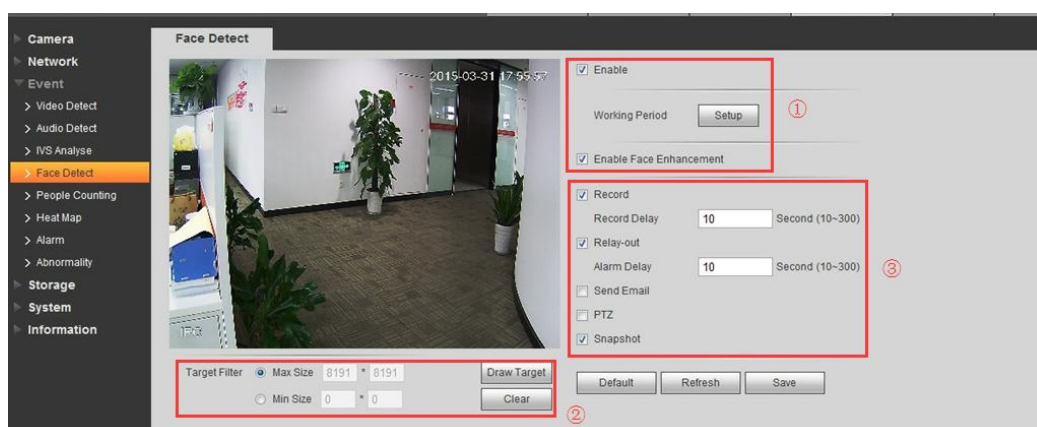 Camera
Network
Event
Video Detect
Audio Detect
IVS Analyse
Face Detect
People Counting
Heat Map
Alarm
Abnormality
Storage
System
Information
Face Detect
2015-03-31 17:55:57
IPC
Enable
Working Period Setup
①
Enable Face Enhancement
Record
Record Delay 10 Second (10~300)
Relay-out
Alarm Delay 10 Second (10~300)
③
Send Email
PTZ
Snapshot
Target Filter Max Size 8191 * 8191 Draw Target
Min Size 0 * 0 Clear
②
Default Refresh Save